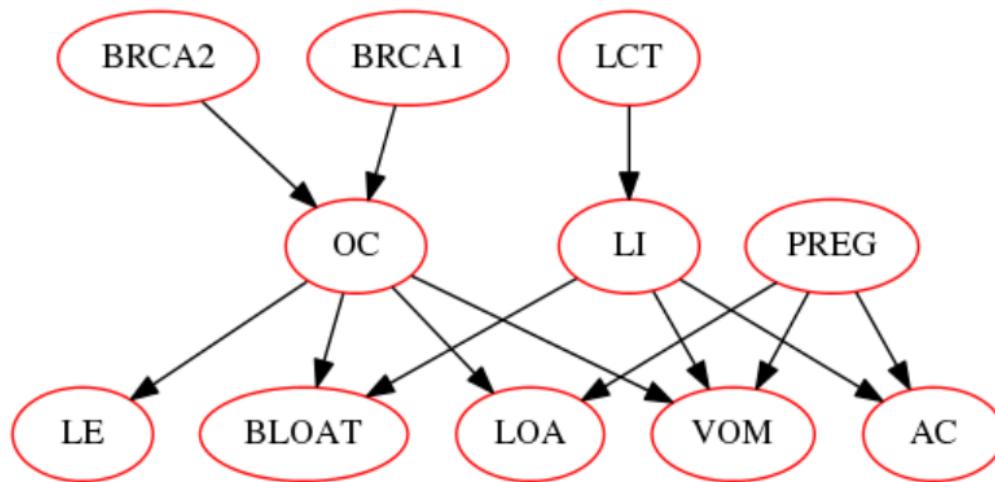 BRCA2 BRCA1 LCT
OC LI PREG
LE BLOAT LOA VOM AC